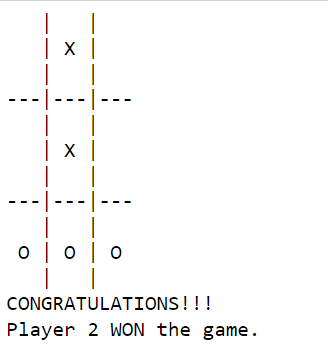 |   |
   | X |
   |   |
---|---|---
   |   |
   | X |
   |   |
---|---|---
   |   |
 O | O | O
   |   |
CONGRATULATIONS!!!
Player 2 WON the game.